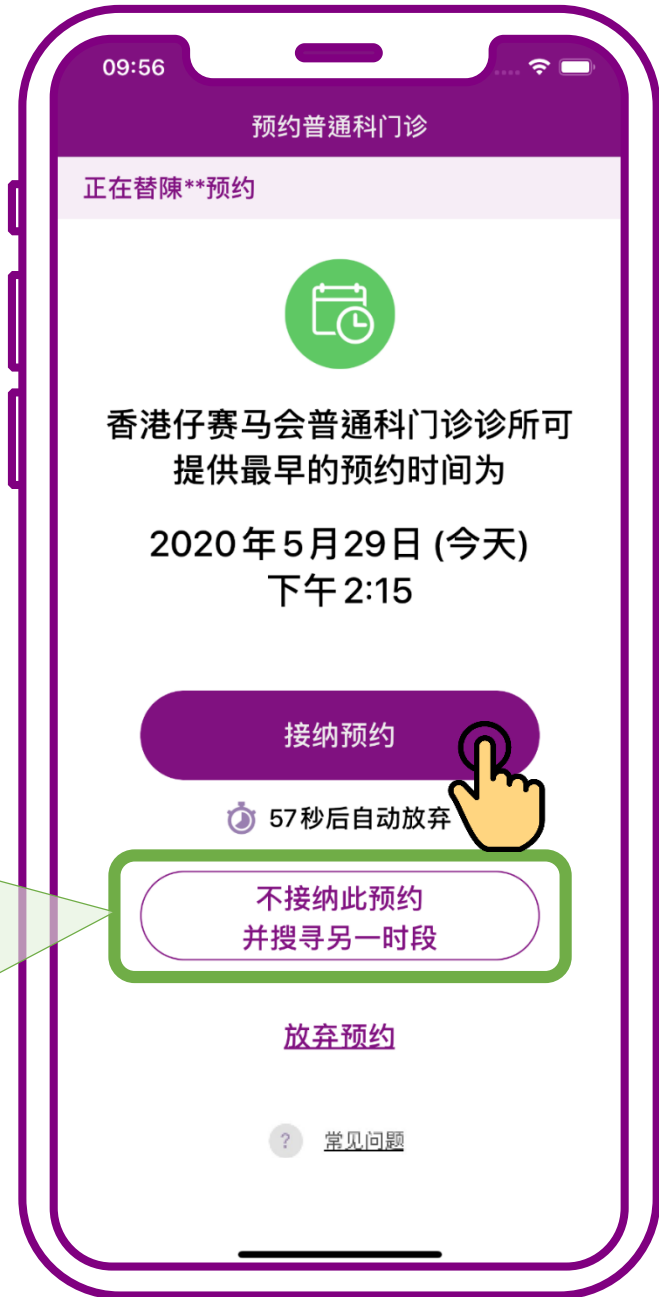 09:56
预约普通科门诊
正在替陳**预约
香港仔赛马会普通科门诊诊所可
提供最早的预约时间为
2020年5月29日 (今天)
下午2:15
接纳预约
57秒后自动放弃
不接纳此预约
并搜寻另一时段
放弃预约
? 常见问题